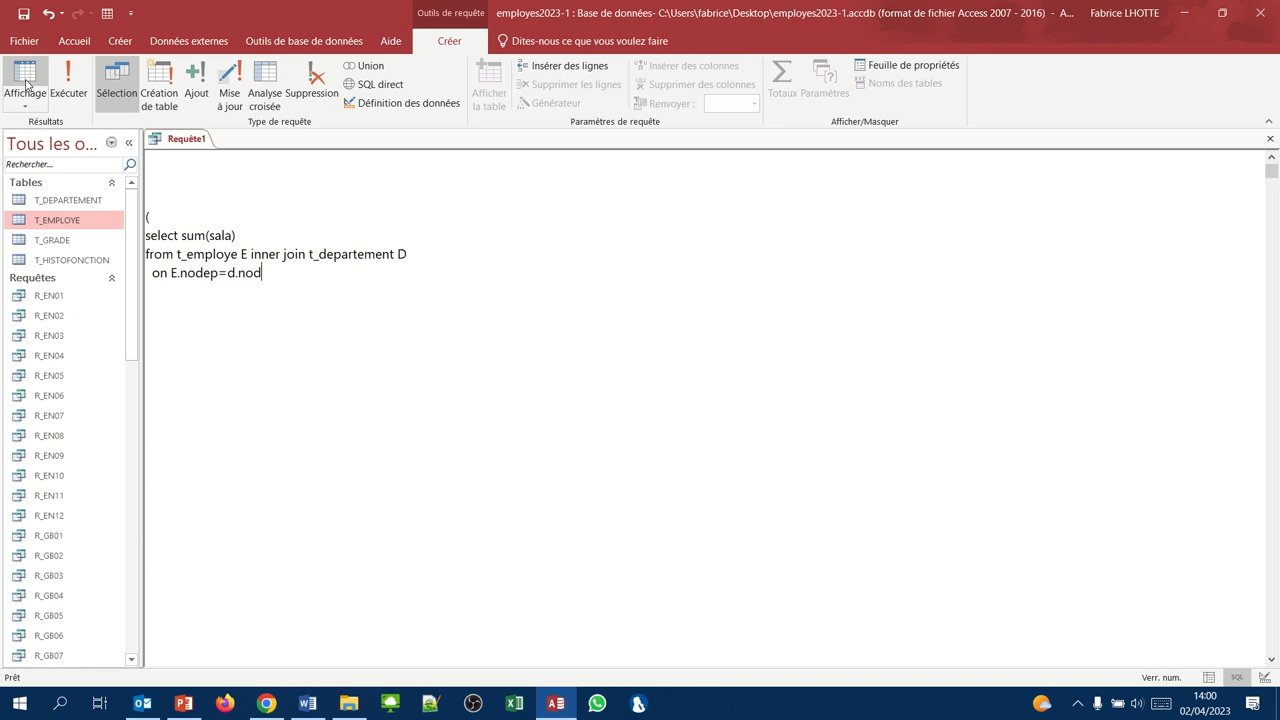 Outils de requête
employes2023-1 : Base de données- C:\Users\fabrice\Desktop\employes2023-1.accdb (format de fichier Access 2007 - 2016) - A...
Fabrice LHOTTE
Fichier Accueil Créer Données externes Outils de base de données Aide Créer Dites-nous ce que vous voulez faire
Affichage
Exécuter
Résultats
Sélection
Création de table
Ajout
Mise à jour
Analyse croisée
Suppression
Union
SQL direct
Définition des données
Type de requête
Afficher la table
Insérer des lignes
Supprimer les lignes
Générateur
Insérer des colonnes
Supprimer des colonnes
Renvoyer :
Paramètres de requête
Totaux
Paramètres
Feuille de propriétés
Noms des tables
Afficher/Masquer
Tous les o...
Rechercher...
Tables
T_DEPARTEMENT
T_EMPLOYE
T_GRADE
T_HISTOFONCTION
Requêtes
R_EN01
R_EN02
R_EN03
R_EN04
R_EN05
R_EN06
R_EN07
R_EN08
R_EN09
R_EN10
R_EN11
R_EN12
R_GB01
R_GB02
R_GB03
R_GB04
R_GB05
R_GB06
R_GB07
Requête1
(
select sum(sala)
from t_employe E inner join t_departement D
on E.nodep=d.nod
Prêt
Verr. num.
SQL
14:00
02/04/2023